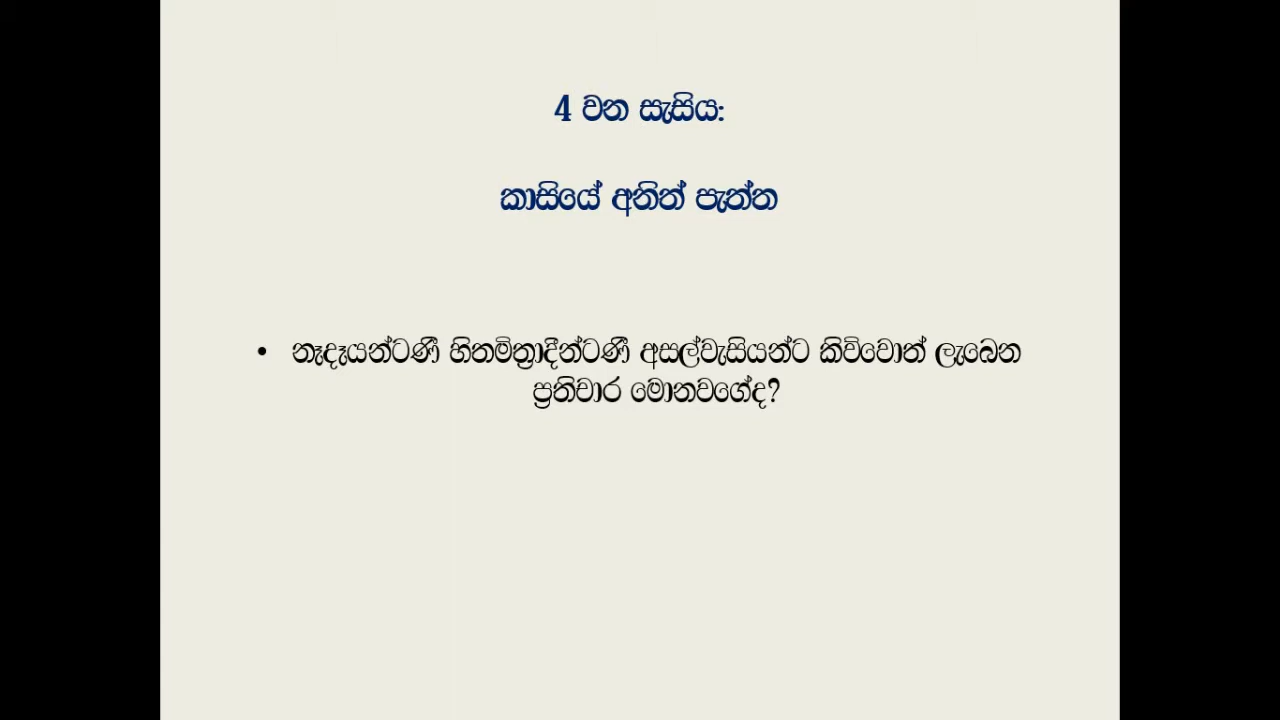 4 වන සැසිය:
කාසියේ අනිත් පැත්ත
• නෑදෑයන්ටණී හිතමිත්‍රාදීන්ටණී අසල්වැසියන්ට කිව්වොත් ලැබෙන
ප්‍රතිචාර මොනවගේද?